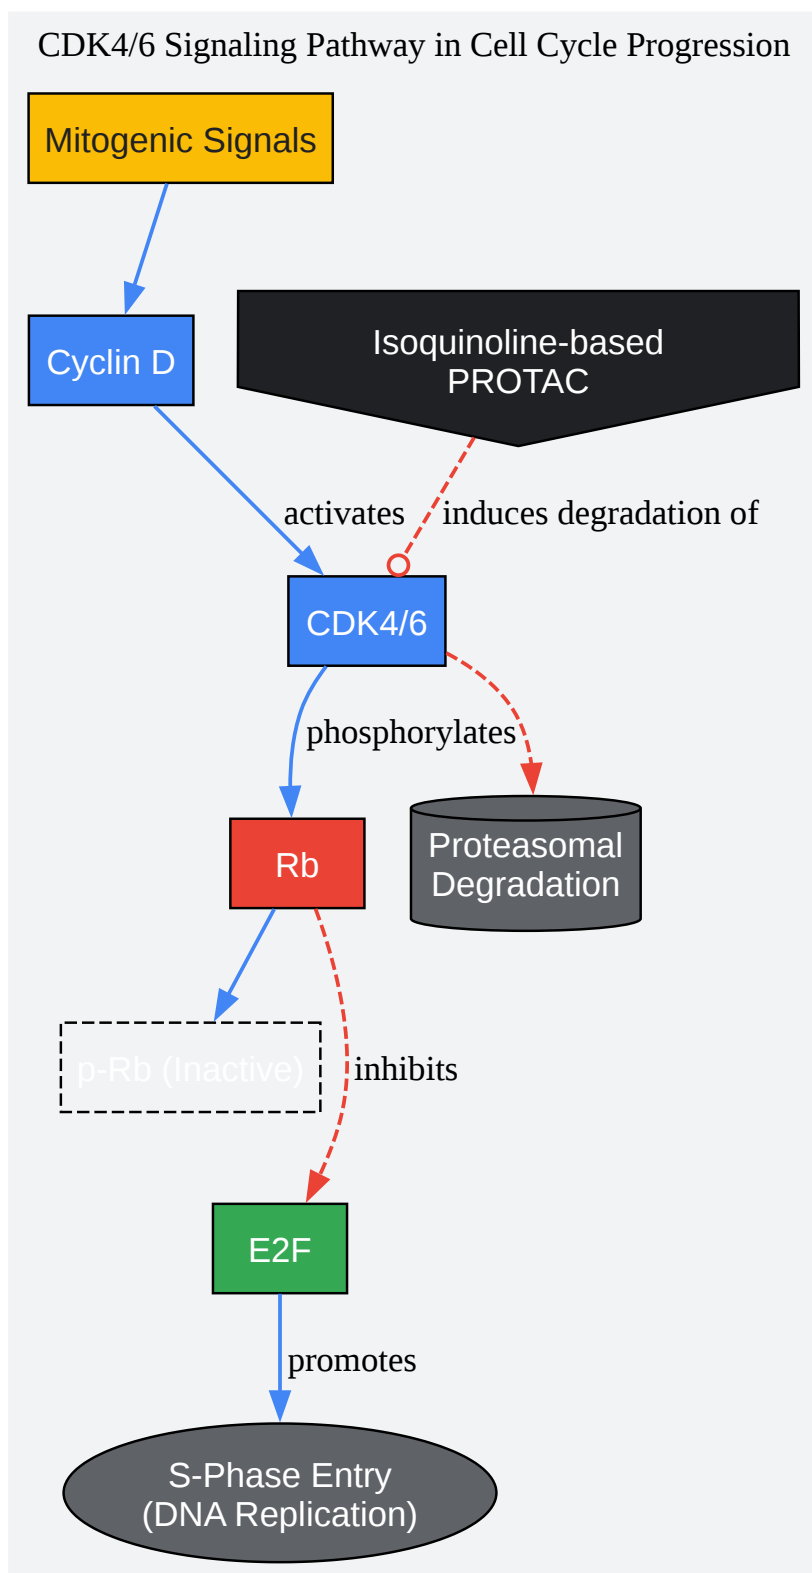 CDK4/6 Signaling Pathway in Cell Cycle Progression
Mitogenic Signals
Cyclin D
Isoquinoline-based
PROTAC
activates
induces degradation of
CDK4/6
phosphorylates
Rb
Proteasomal
Degradation
p-Rb (Inactive)
inhibits
E2F
promotes
S-Phase Entry
(DNA Replication)